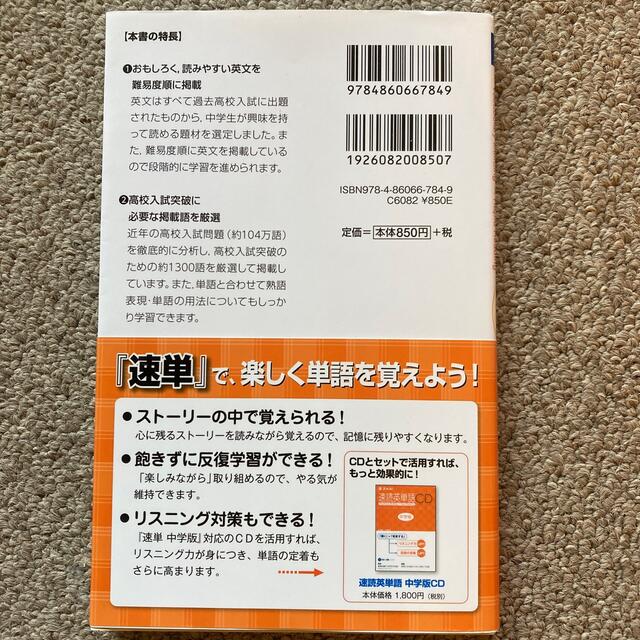 【本書の特長】
❶おもしろく,読みやすい英文を
難易度順に掲載
英文はすべて過去高校入試に出題
されたものから,中学生が興味を持
って読める題材を選定しました。ま
た,難易度順に英文を掲載している
ので段階的に学習を進められます。
❷高校入試突破に
必要な掲載語を厳選
近年の高校入試問題(約104万語)
を徹底的に分析し,高校入試突破の
ための約1300語を厳選して掲載し
ています。また,単語と合わせて熟語
表現・単語の用法についてもしっか
り学習できます。
9784860667849
1926082008507
ISBN978-4-86066-784-9
C6082 ¥850E
定価=本体850円+税
『速単』で、楽しく単語を覚えよう!
●ストーリーの中で覚えられる!
心に残るストーリーを読みながら覚えるので、記憶に残りやすくなります。
●飽きずに反復学習ができる!
「楽しみながら」取り組めるので、やる気が
維持できます。
●リスニング対策もできる!
「速単 中学版」対応のCDを活用すれば、
リスニング力が身につき、単語の定着も
さらに高まります。
CDとセットで活用すれば、
もっと効果的に!
速読英単語CD
中学版
速読英単語 中学版CD
本体価格 1,800円(税別)